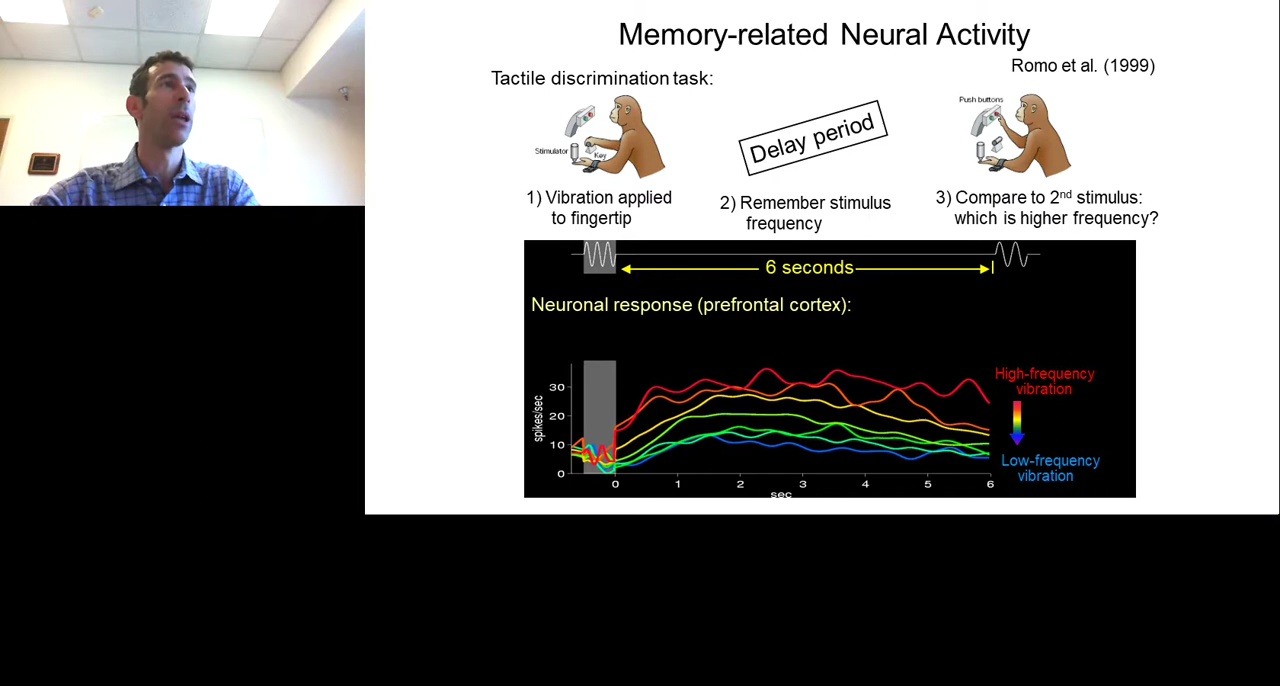 Memory-related Neural Activity
Romo et al. (1999)
Tactile discrimination task:
Stimulator
Key
Delay period
Push buttons
1) Vibration applied
to fingertip
2) Remember stimulus
frequency
3) Compare to 2nd stimulus:
which is higher frequency?
6 seconds
Neuronal response (prefrontal cortex):
spikes/sec
30
20
10
0
0 1 2 3 4 5 6
sec
High-frequency
vibration
Low-frequency
vibration